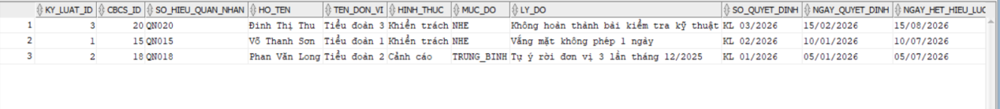 KY_LUAT_ID CBCS_ID SO_HIEU_QUAN_NHAN HO_TEN TEN_DON_VI HINH_THUC MUC_DO LY_DO SO_QUYET_DINH NGAY_QUYET_DINH NGAY_HET_HIEU_LUC
1 3 20 QN020 Đinh Thị Thu Tiểu đoàn 3 Khiển trách NHE Không hoàn thành bài kiểm tra kỹ thuật KL 03/2026 15/02/2026 15/08/2026
2 1 15 QN015 Võ Thanh Sơn Tiểu đoàn 1 Khiển trách NHE Vắng mặt không phép 1 ngày KL 02/2026 10/01/2026 10/07/2026
3 2 18 QN018 Phan Văn Long Tiểu đoàn 2 Cảnh cáo TRUNG_BINH Tự ý rời đơn vị 3 lần tháng 12/2025 KL 01/2026 05/01/2026 05/07/2026